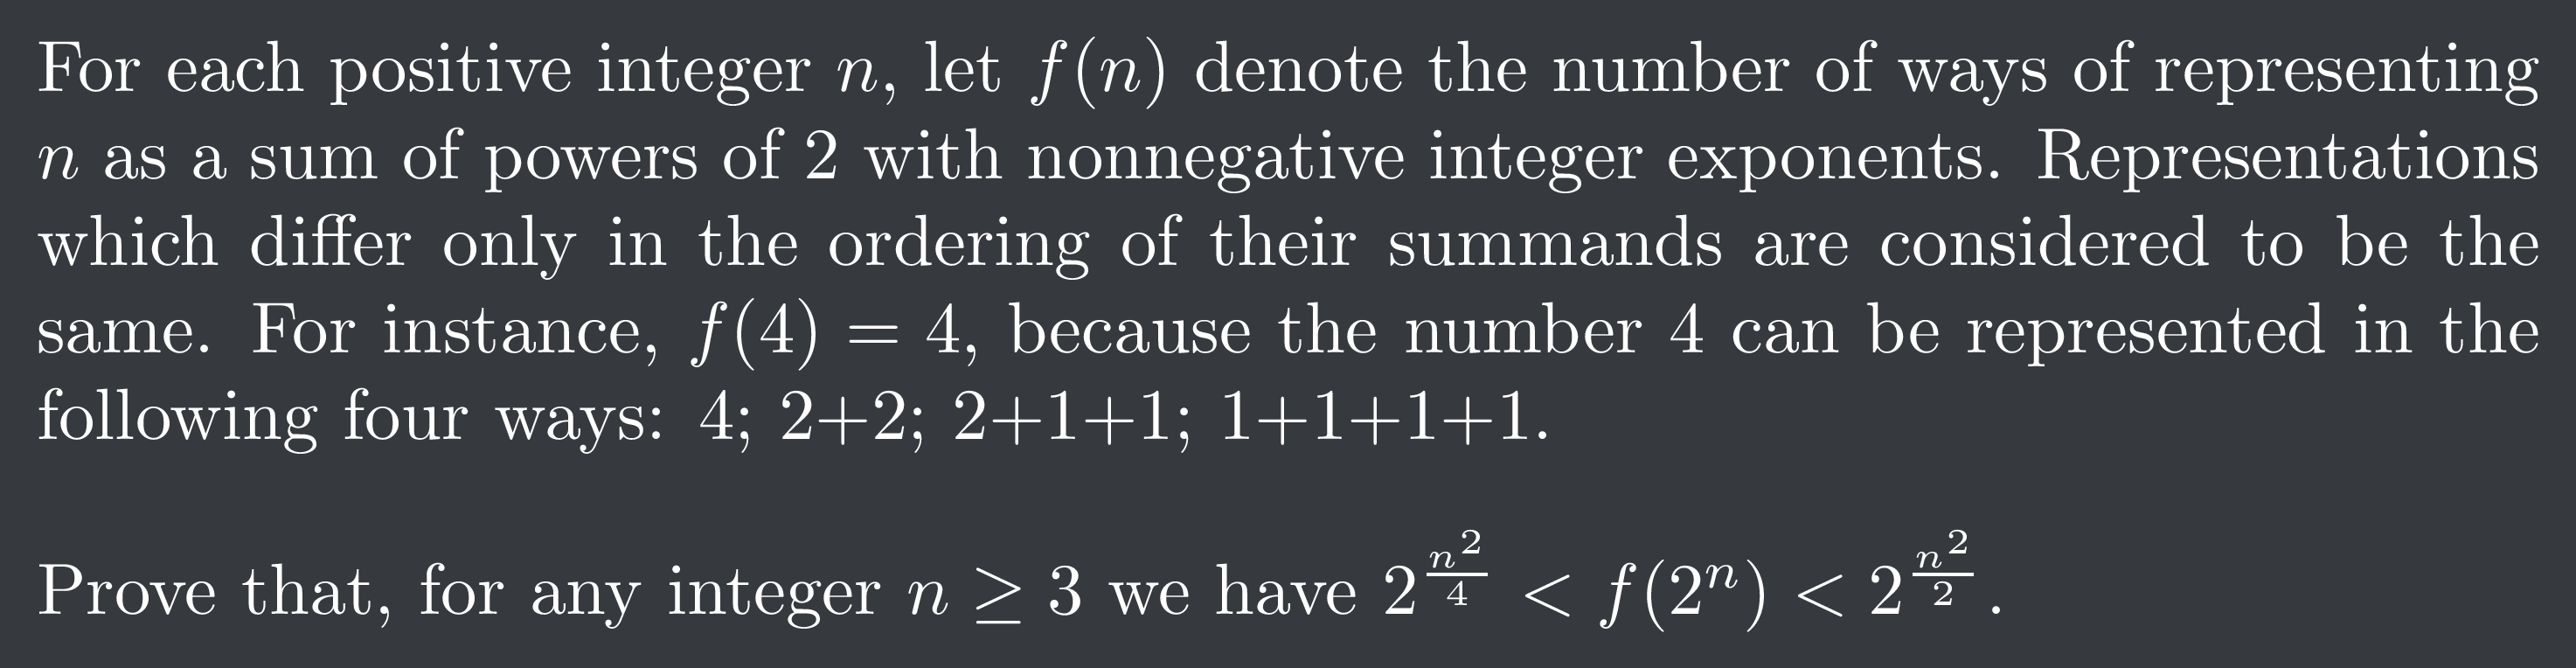 For each positive integer n, let f(n) denote the number of ways of representing
n as a sum of powers of 2 with nonnegative integer exponents. Representations
which differ only in the ordering of their summands are considered to be the
same. For instance, f(4) = 4, because the number 4 can be represented in the
following four ways: 4; 2+2; 2+1+1; 1+1+1+1.
Prove that, for any integer n ≥ 3 we have 2^{\frac{n^2}{4}} < f(2^n) < 2^{\frac{n^2}{2}}.